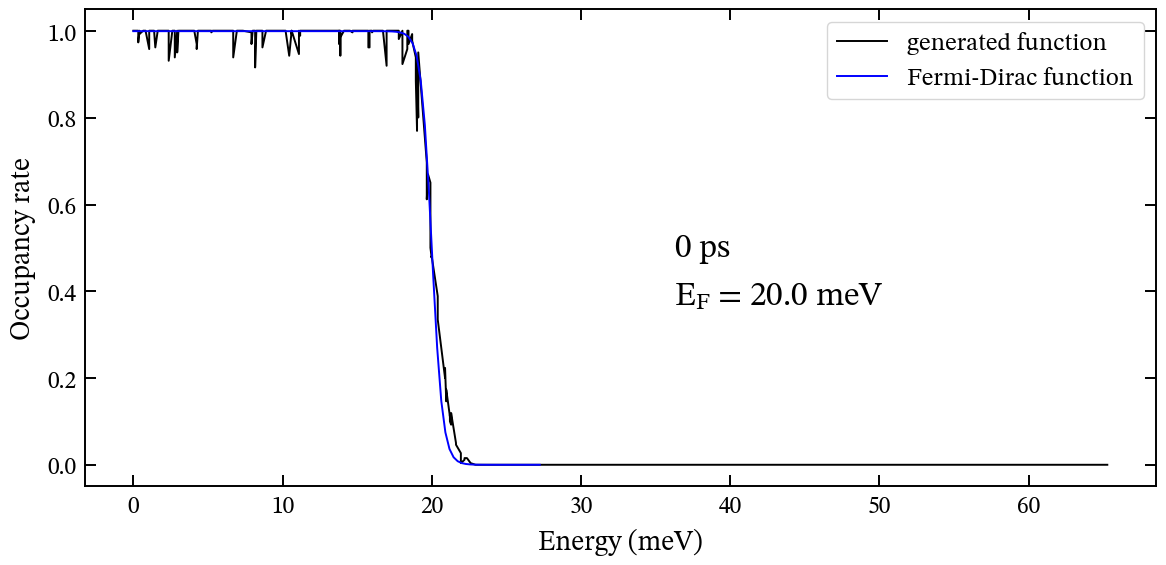 generated function
Fermi-Dirac function
1.0
0.8
0.6
0.4
0.2
0.0
Occupancy rate
0 ps
E_F = 20.0 meV
0 10 20 30 40 50 60
Energy (meV)